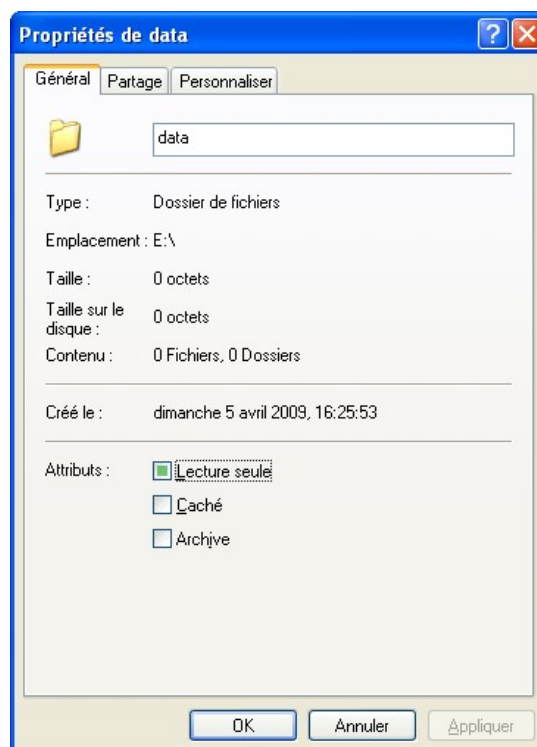 Propriétés de data
Général Partage Personnaliser
data
Type : Dossier de fichiers
Emplacement : E:\
Taille : 0 octets
Taille sur le
disque : 0 octets
Contenu : 0 Fichiers, 0 Dossiers
Créé le : dimanche 5 avril 2009, 16:25:53
Attributs : Lecture seule
Caché
Archive
OK Annuler Appliquer